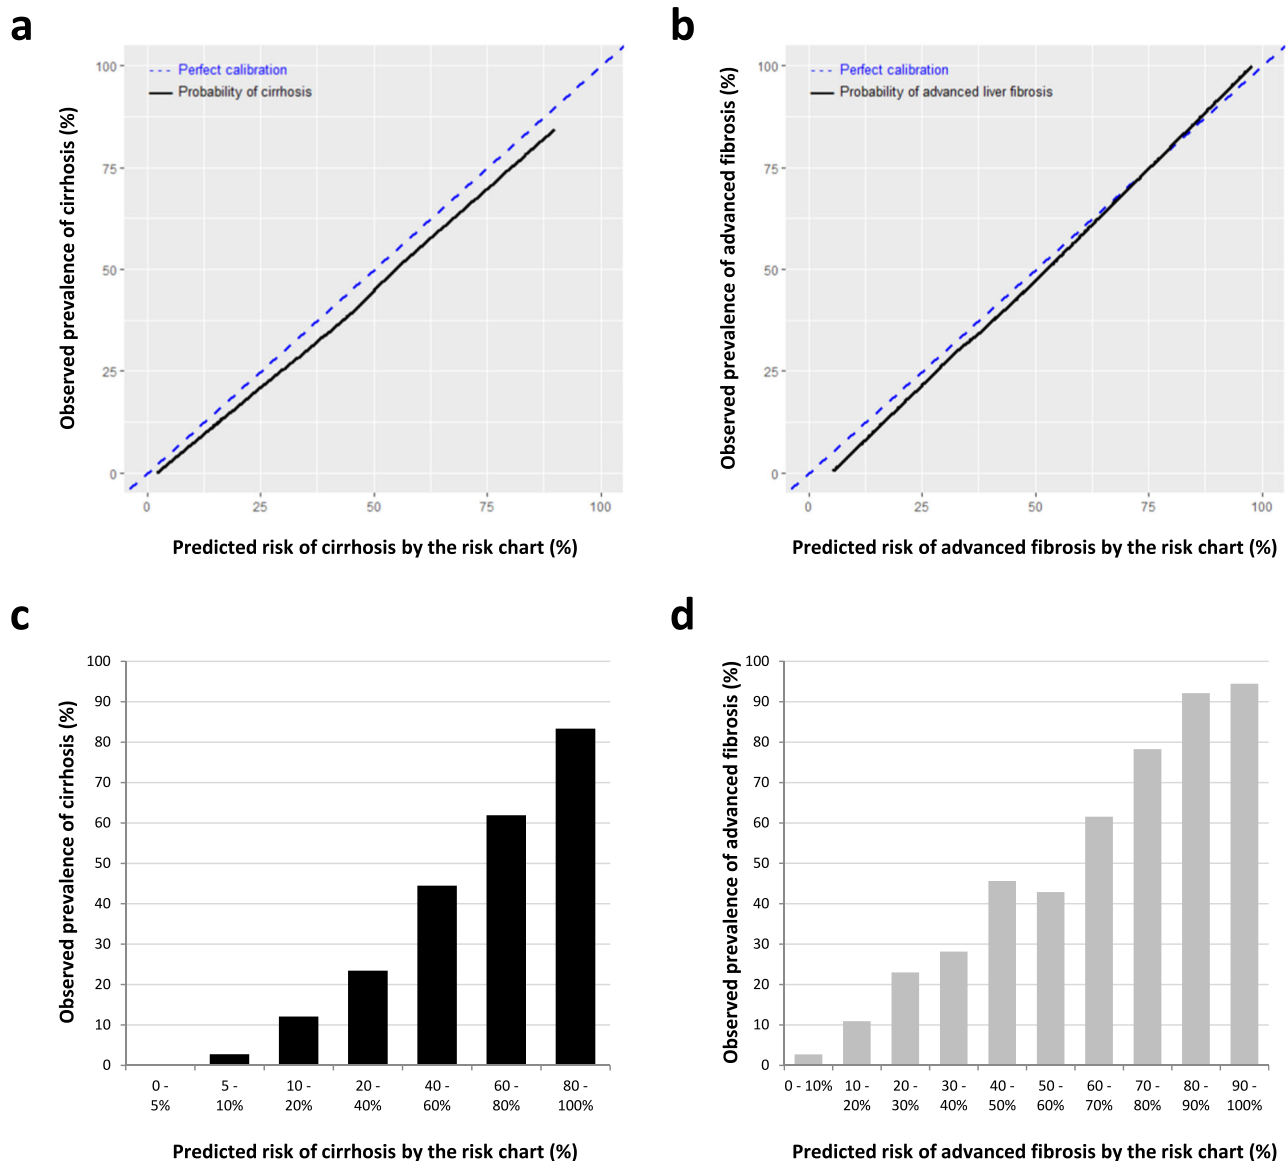 a
Observed prevalence of cirrhosis (%)
100
75
50
25
0
Perfect calibration
Probability of cirrhosis
0 25 50 75 100
Predicted risk of cirrhosis by the risk chart (%)
b
Observed prevalence of advanced fibrosis (%)
100
75
50
25
0
Perfect calibration
Probability of advanced liver fibrosis
0 25 50 75 100
Predicted risk of advanced fibrosis by the risk chart (%)
c
Observed prevalence of cirrhosis (%)
100
90
80
70
60
50
40
30
20
10
0
0 - 5 - 10 - 20 - 40 - 60 - 80 -
5% 10% 20% 40% 60% 80% 100%
Predicted risk of cirrhosis by the risk chart (%)
d
Observed prevalence of advanced fibrosis (%)
100
90
80
70
60
50
40
30
20
10
0
0 - 10% 10 - 20 - 30 - 40 - 50 - 60 - 70 - 80 - 90 -
20% 30% 40% 50% 60% 70% 80% 90% 100%
Predicted risk of advanced fibrosis by the risk chart (%)